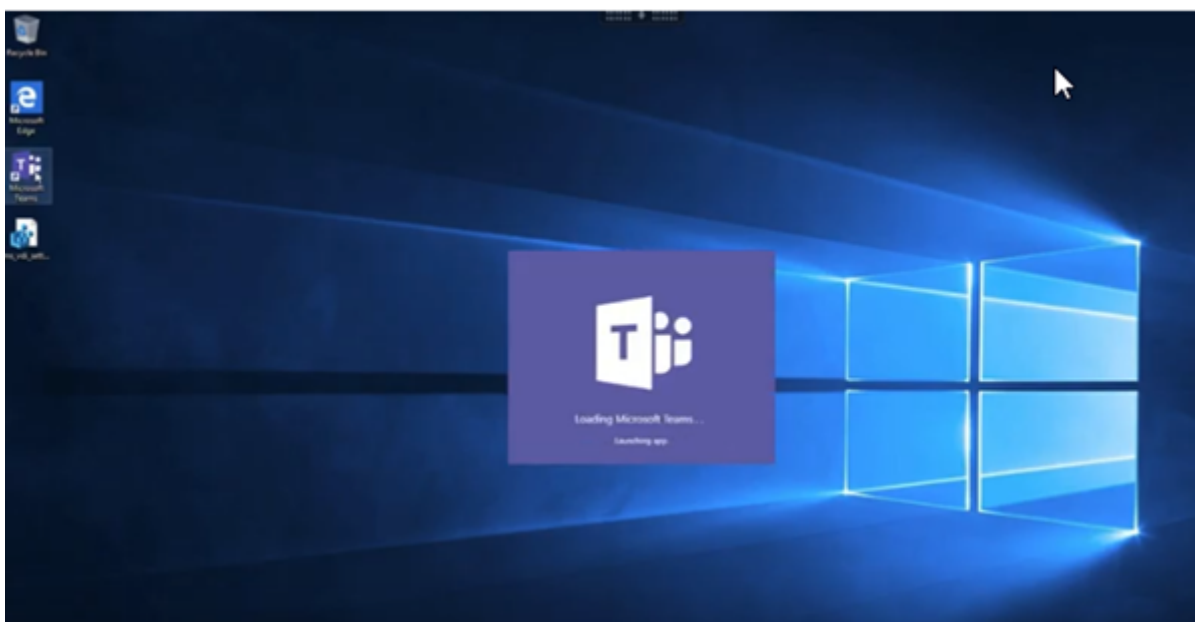 Recycle Bin
Microsoft
Edge
Microsoft
Teams
T
Loading Microsoft Teams...
Launching app